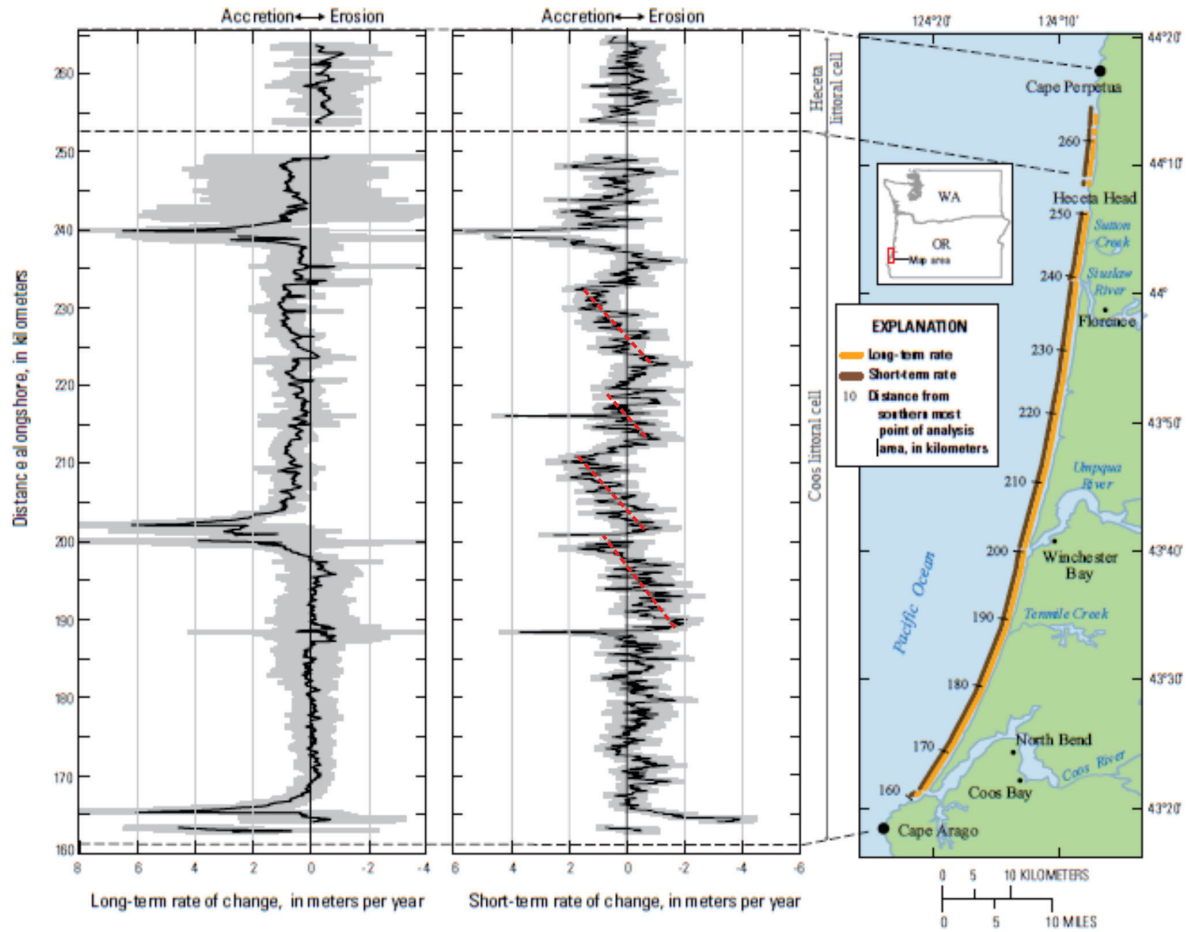 Accretion Erosion
260
250
240
230
220
210
200
190
180
170
160
8 6 4 2 0 -2 -4
Distance alongshore, in kilometers
Long-term rate of change, in meters per year
Accretion Erosion
6 4 2 0 -2 -4 -6
Short-term rate of change, in meters per year
Heceta
littoral cell
Coos littoral cell
124°20' 124°10'
44°20'
44°10'
44°
43°50'
43°40'
43°30'
43°20'
Cape Perpetua
260
Heceta Head
250
Sutton
Creek
240
Siuslaw
River
Florence
230
220
210
Umpqua
River
200
Winchester
Bay
190
Tenmile Creek
180
170
North Bend
Coos River
Coos Bay
160
Cape Arago
Pacific Ocean
WA
OR
Map area
EXPLANATION
Long-term rate
Short-term rate
10 Distance from
southern most
point of analysis
area, in kilometers
0 5 10 KILOMETERS
0 5 10 MILES